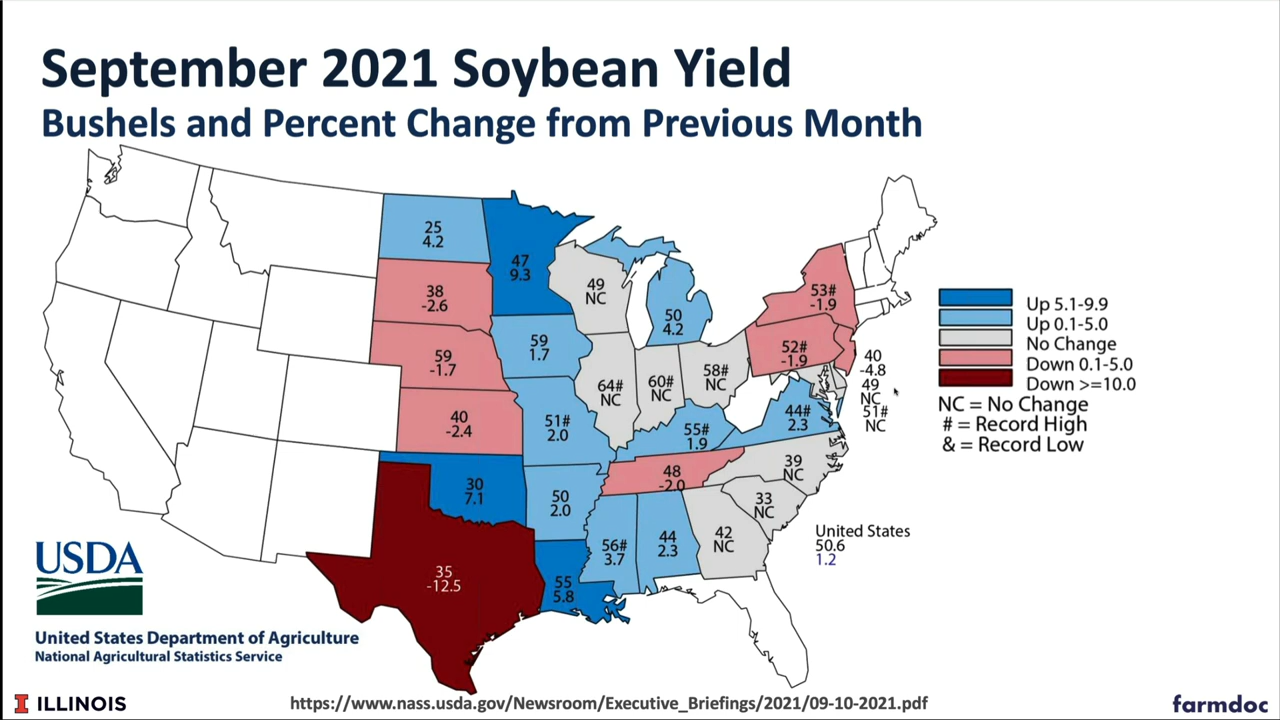 September 2021 Soybean Yield
Bushels and Percent Change from Previous Month
25
4.2
47
9.3
38
-2.6
49
NC
53#
-1.9
50
4.2
59
1.7
59
-1.7
52#
-1.9
40
-4.8
49
NC
51#
NC
64#
NC
60#
NC
58#
NC
40
-2.4
51#
2.0
55#
1.9
44#
2.3
30
7.1
50
2.0
48
-2.0
39
NC
33
NC
56#
3.7
44
2.3
42
NC
35
-12.5
55
5.8
Up 5.1-9.9
Up 0.1-5.0
No Change
Down 0.1-5.0
Down >=10.0
NC = No Change
# = Record High
& = Record Low
United States
50.6
1.2
USDA
United States Department of Agriculture
National Agricultural Statistics Service
I ILLINOIS
https://www.nass.usda.gov/Newsroom/Executive_Briefings/2021/09-10-2021.pdf
farmdoc